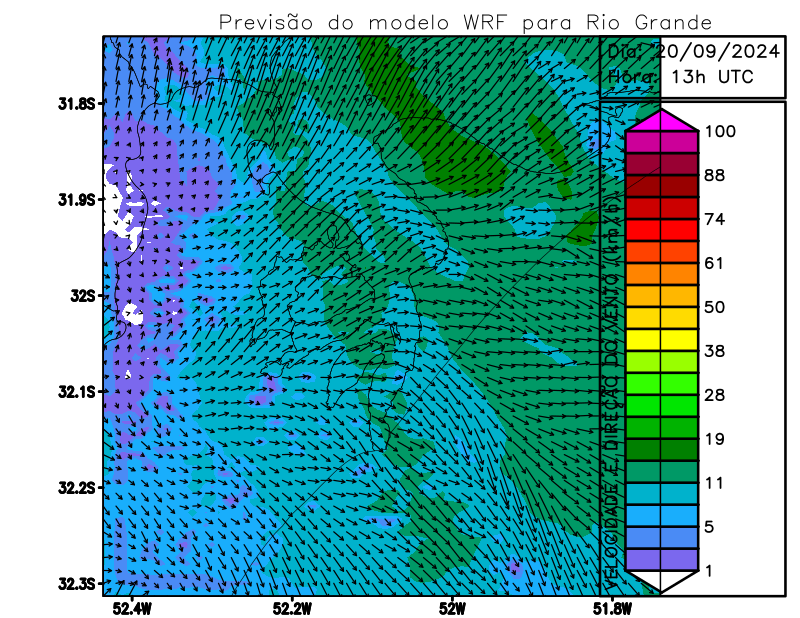 Previsão do modelo WRF para Rio Grande
Dia: 20/09/2024
Hora: 13h UTC
31.8S
31.9S
32S
32.1S
32.2S
32.3S
52.4W
52.2W
52W
51.8W
VELOCIDADE E DIREÇÃO DO VENTO (km/h)
100
88
74
61
50
38
28
19
11
5
1